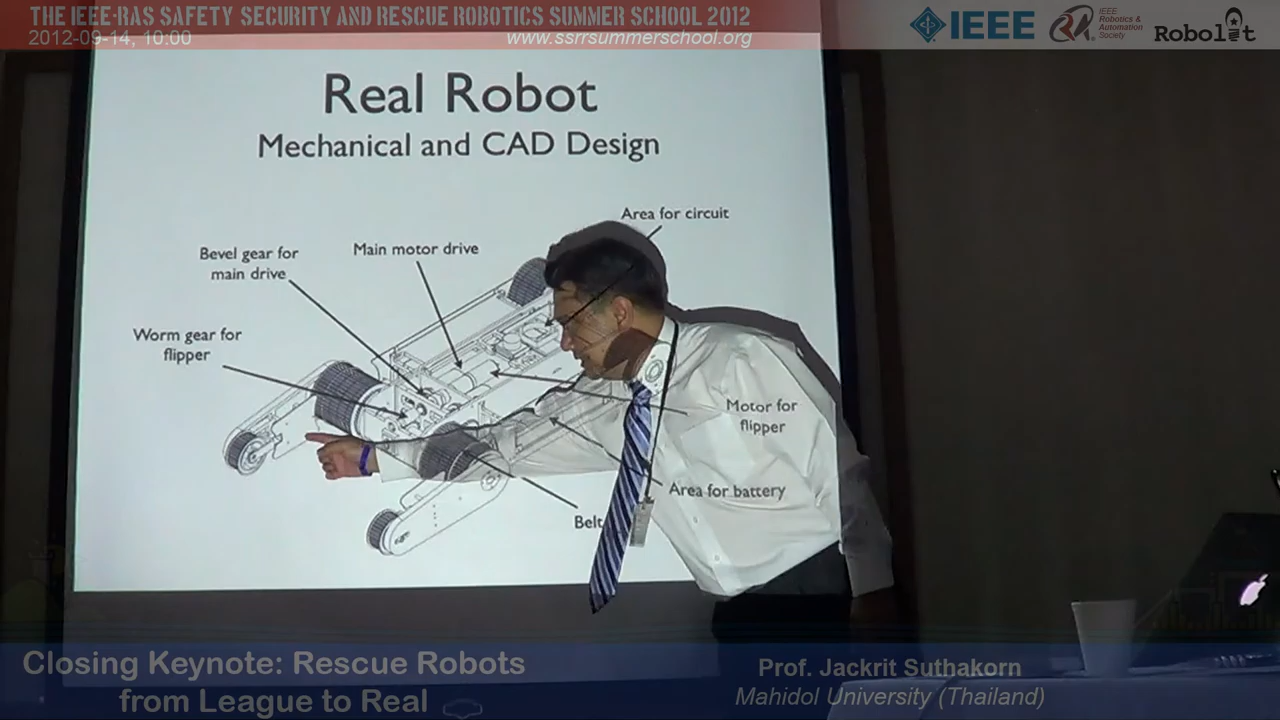 THE IEEE-RAS SAFETY SECURITY AND RESCUE ROBOTICS SUMMER SCHOOL 2012
2012-09-14, 10:00
www.ssrrsummerschool.org
IEEE
IEEE
Robotics &
Automation
Society
Robolit
Real Robot
Mechanical and CAD Design
Area for circuit
Bevel gear for
main drive
Main motor drive
Worm gear for
flipper
Motor for
flipper
Area for battery
Belt
Closing Keynote: Rescue Robots
from League to Real
Prof. Jackrit Suthakorn
Mahidol University (Thailand)